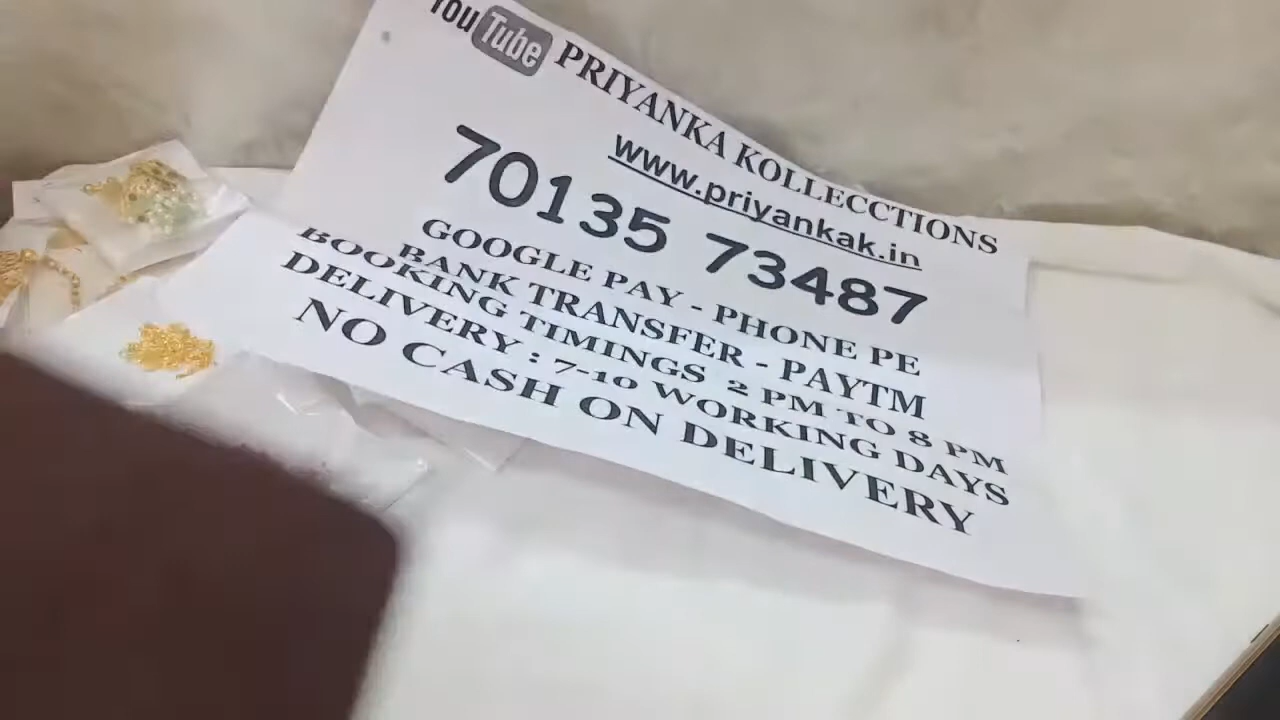 YouTube PRIYANKA KOLLECCTIONS
www.priyankak.in
70135 73487
GOOGLE PAY - PHONE PE
BANK TRANSFER - PAYTM
BOOKING TIMINGS 2 PM TO 8 PM
DELIVERY : 7-10 WORKING DAYS
NO CASH ON DELIVERY